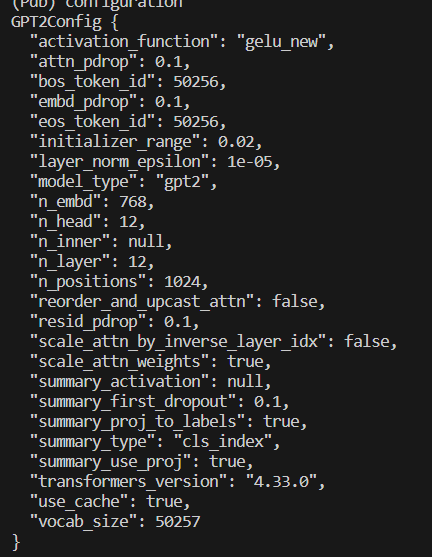 (Pub) configuration
GPT2Config {
  "activation_function": "gelu_new",
  "attn_pdrop": 0.1,
  "bos_token_id": 50256,
  "embd_pdrop": 0.1,
  "eos_token_id": 50256,
  "initializer_range": 0.02,
  "layer_norm_epsilon": 1e-05,
  "model_type": "gpt2",
  "n_embd": 768,
  "n_head": 12,
  "n_inner": null,
  "n_layer": 12,
  "n_positions": 1024,
  "reorder_and_upcast_attn": false,
  "resid_pdrop": 0.1,
  "scale_attn_by_inverse_layer_idx": false,
  "scale_attn_weights": true,
  "summary_activation": null,
  "summary_first_dropout": 0.1,
  "summary_proj_to_labels": true,
  "summary_type": "cls_index",
  "summary_use_proj": true,
  "transformers_version": "4.33.0",
  "use_cache": true,
  "vocab_size": 50257
}